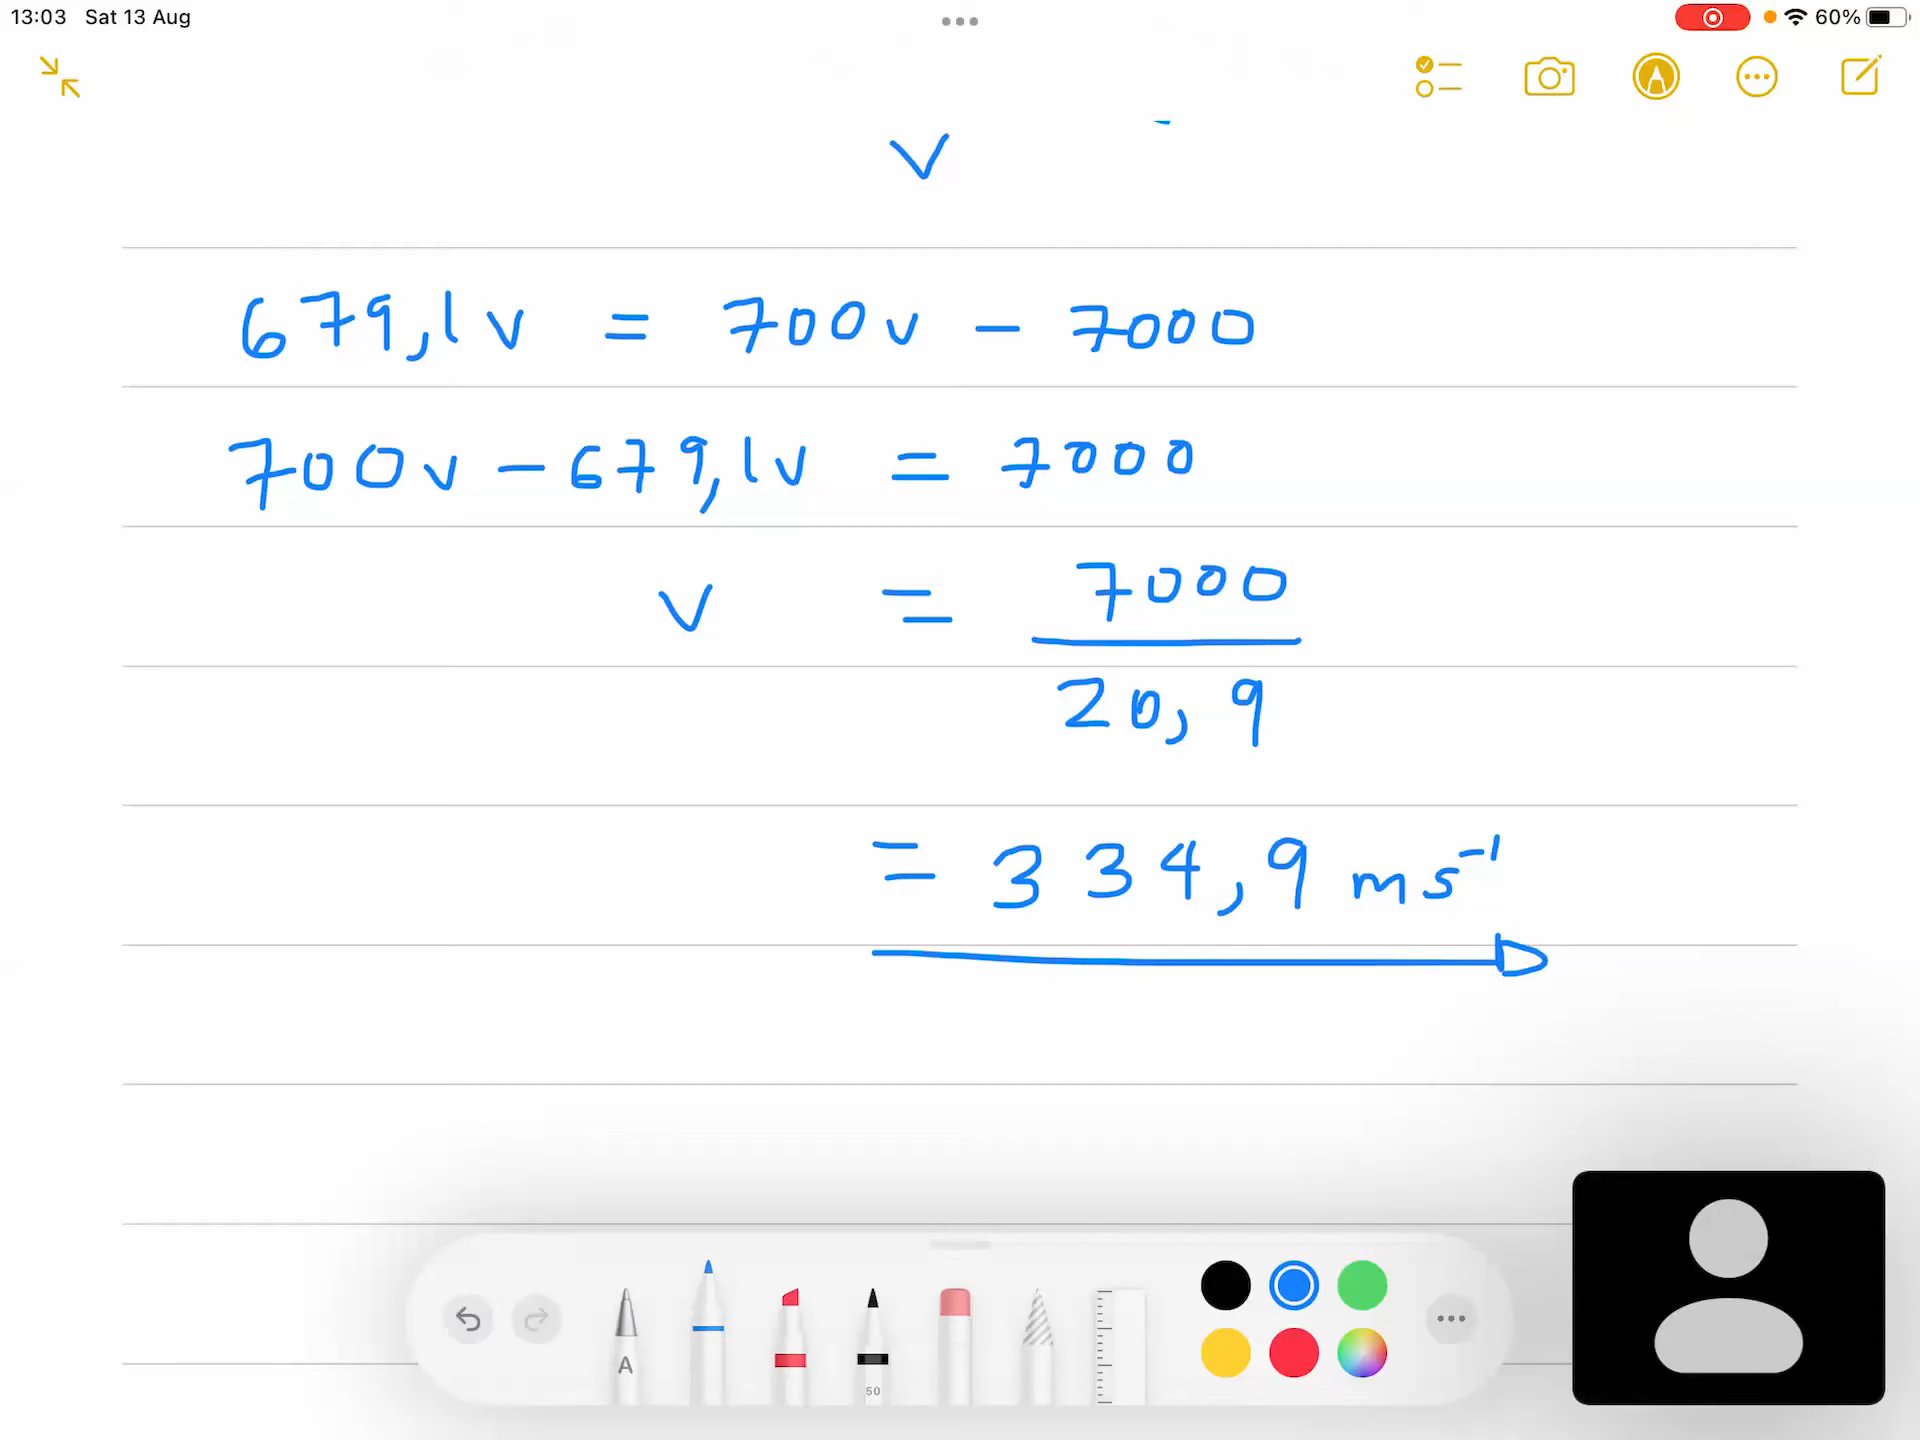 13:03 Sat 13 Aug 60%
v
679,1v = 700v − 7000
700v − 679,1v = 7000
v = 7000
20,9
= 334,9 ms⁻¹
A
50